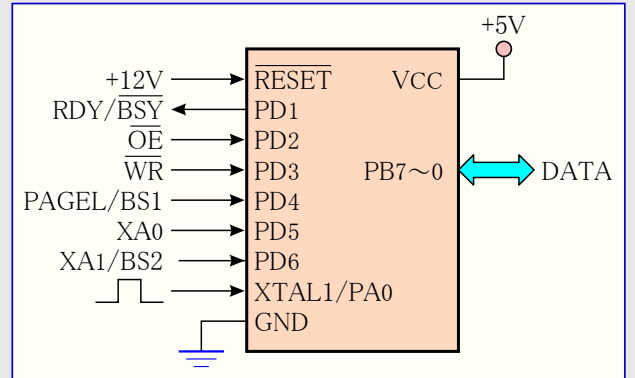 +5V
+12V RESET VCC
RDY/BSY PD1
OE PD2
WR PD3 PB7～0 DATA
PAGEL/BS1 PD4
XA0 PD5
XA1/BS2 PD6
XTAL1/PA0
GND